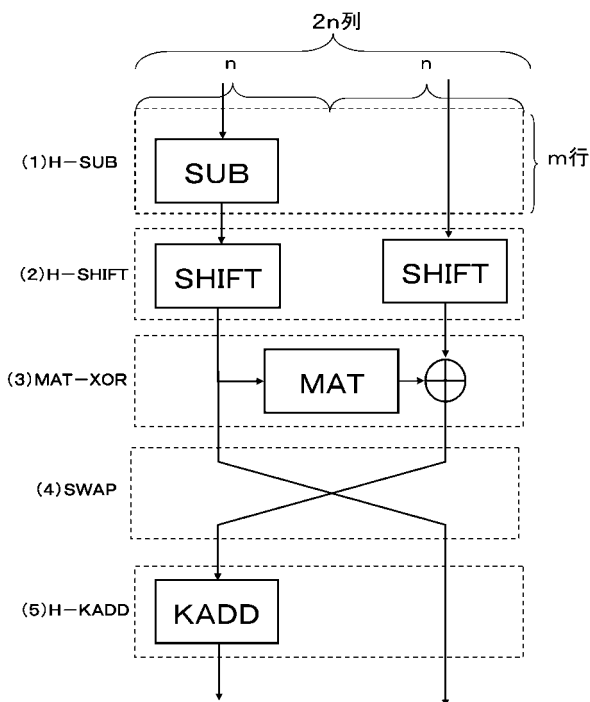 2n列
n
n
(1)H-SUB
SUB
m行
(2)H-SHIFT
SHIFT
SHIFT
(3)MAT-XOR
MAT
(4)SWAP
(5)H-KADD
KADD